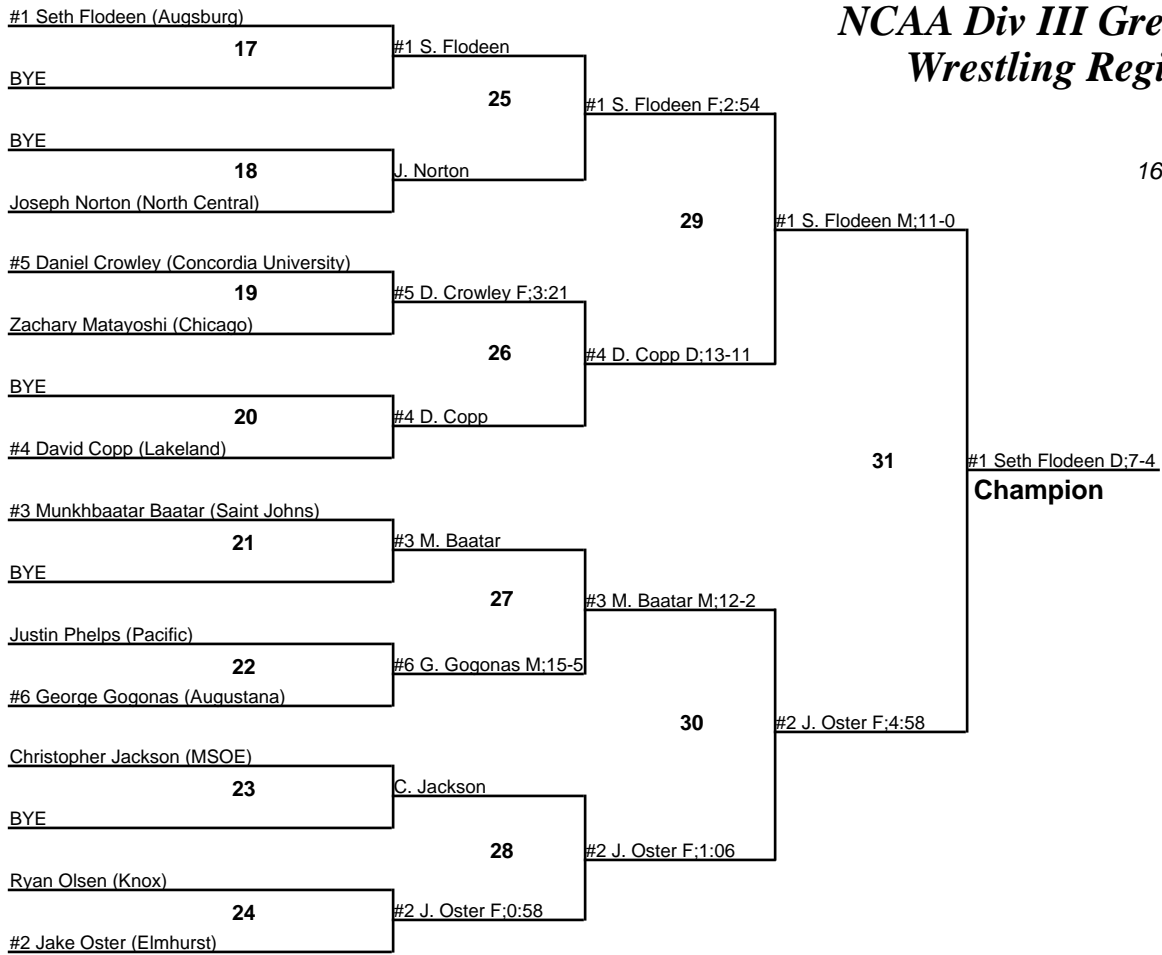 NCAA Div III Gre
Wrestling Regi
16
#1 Seth Flodeen (Augsburg)
17
BYE
#1 S. Flodeen
25
BYE
18
Joseph Norton (North Central)
J. Norton
#1 S. Flodeen F;2:54
29
#5 Daniel Crowley (Concordia University)
19
Zachary Matayoshi (Chicago)
#5 D. Crowley F;3:21
26
BYE
20
#4 David Copp (Lakeland)
#4 D. Copp
#4 D. Copp D;13-11
#1 S. Flodeen M;11-0
31
#3 Munkhbaatar Baatar (Saint Johns)
21
BYE
#3 M. Baatar
27
Justin Phelps (Pacific)
22
#6 George Gogonas (Augustana)
#6 G. Gogonas M;15-5
#3 M. Baatar M;12-2
30
Christopher Jackson (MSOE)
23
BYE
C. Jackson
28
Ryan Olsen (Knox)
24
#2 Jake Oster (Elmhurst)
#2 J. Oster F;0:58
#2 J. Oster F;1:06
#2 J. Oster F;4:58
#1 Seth Flodeen D;7-4
Champion